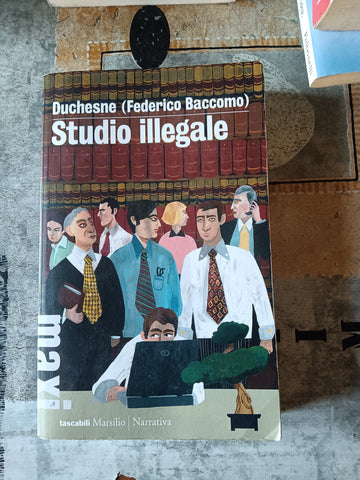 Duchesne (Federico Baccomo)
Studio illegale
maxi
tascabili Marsilio | Narrativa